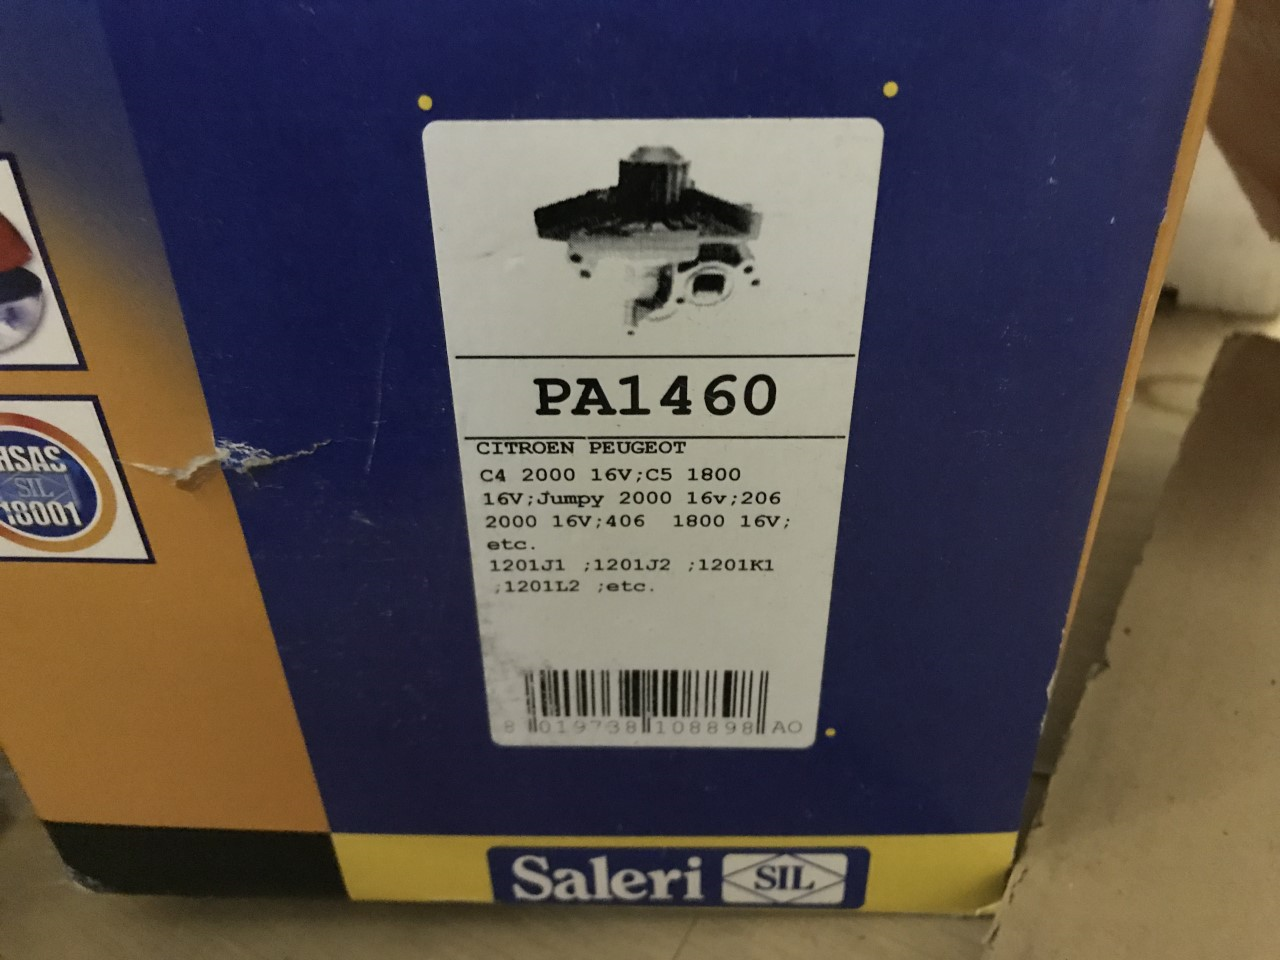 PA1460
CITROEN PEUGEOT
C4 2000 16V;C5 1800
16V;Jumpy 2000 16v;206
2000 16V;406 1800 16V;
etc.
1201J1 ;1201J2 ;1201K1
;1201L2 ;etc.
8 019738 108898 AO
HSAS
SIL
18001
Saleri SIL